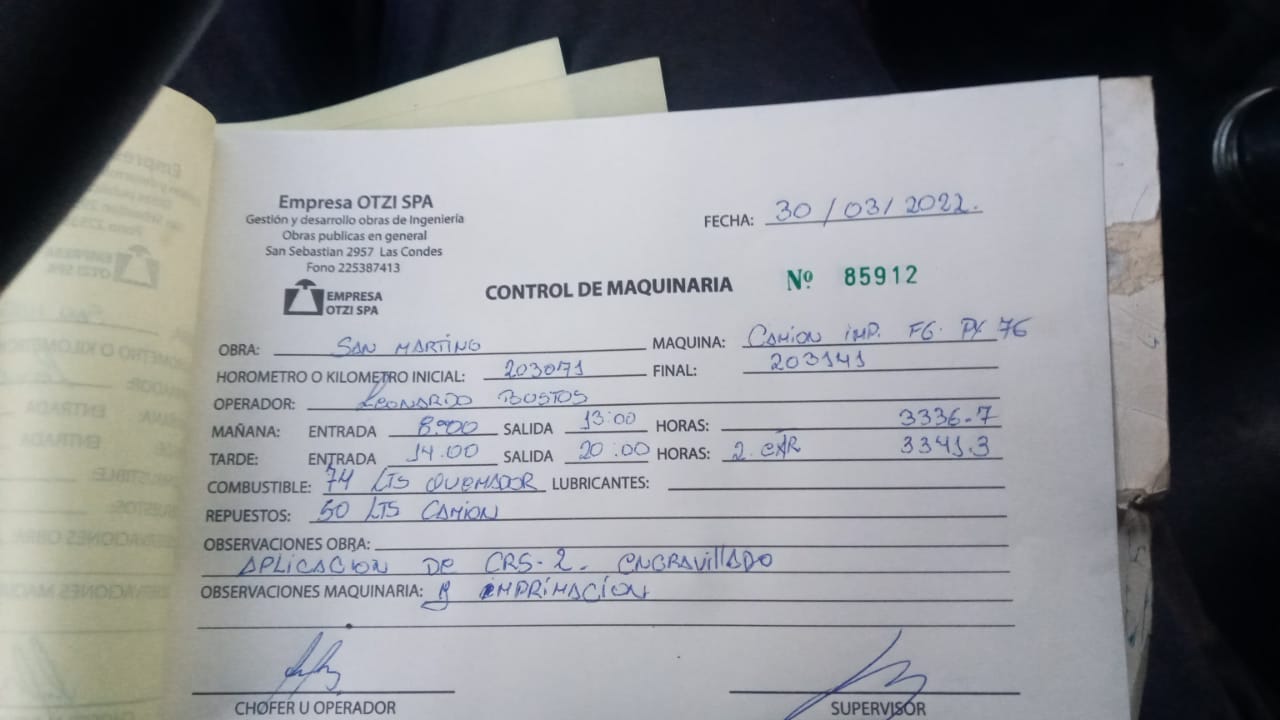 Empresa OTZI SPA
Gestión y desarrollo obras de Ingeniería
Obras publicas en general
San Sebastian 2957 Las Condes
Fono 225387413
EMPRESA
OTZI SPA
FECHA: 30/03/2022.
CONTROL DE MAQUINARIA Nº 85912
OBRA: SAN MARTINO MAQUINA: CAMION IMP. FG. PX 76
HOROMETRO O KILOMETRO INICIAL: 203071 FINAL: 203141
OPERADOR: LEONARDO BUSTOS
MAÑANA: ENTRADA 8:00 SALIDA 13:00 HORAS: 3336.7
TARDE: ENTRADA 14:00 SALIDA 20:00 HORAS: 2. CAR 3341.3
COMBUSTIBLE: 74 LTS QUEMADOR LUBRICANTES:
REPUESTOS: 50 LTS CAMION
OBSERVACIONES OBRA:
APLICACION DE CRS-2. ENGRAVILLADO
OBSERVACIONES MAQUINARIA: Y IMPRIMACIÓN
CHOFER U OPERADOR SUPERVISOR